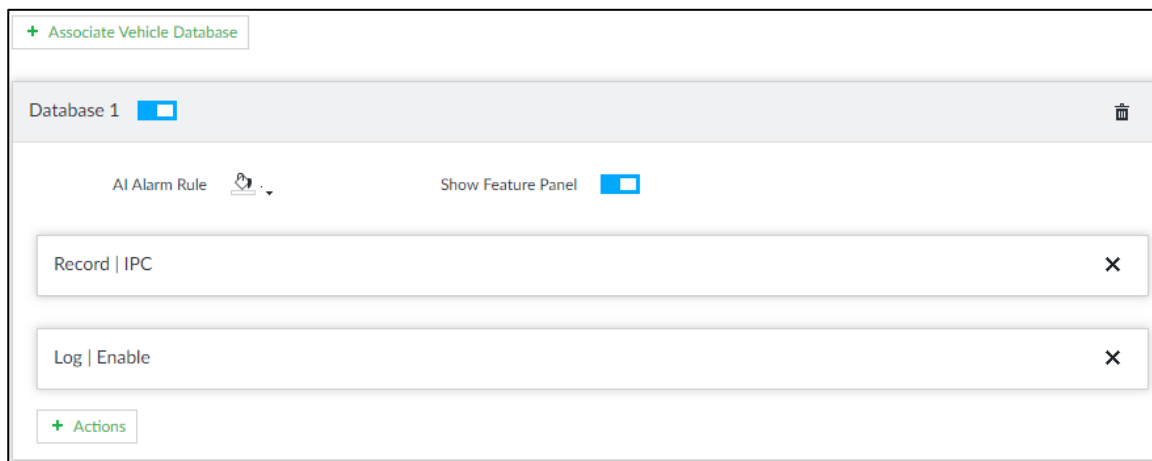 + Associate Vehicle Database
Database 1
AI Alarm Rule Show Feature Panel
Record | IPC
Log | Enable
+ Actions